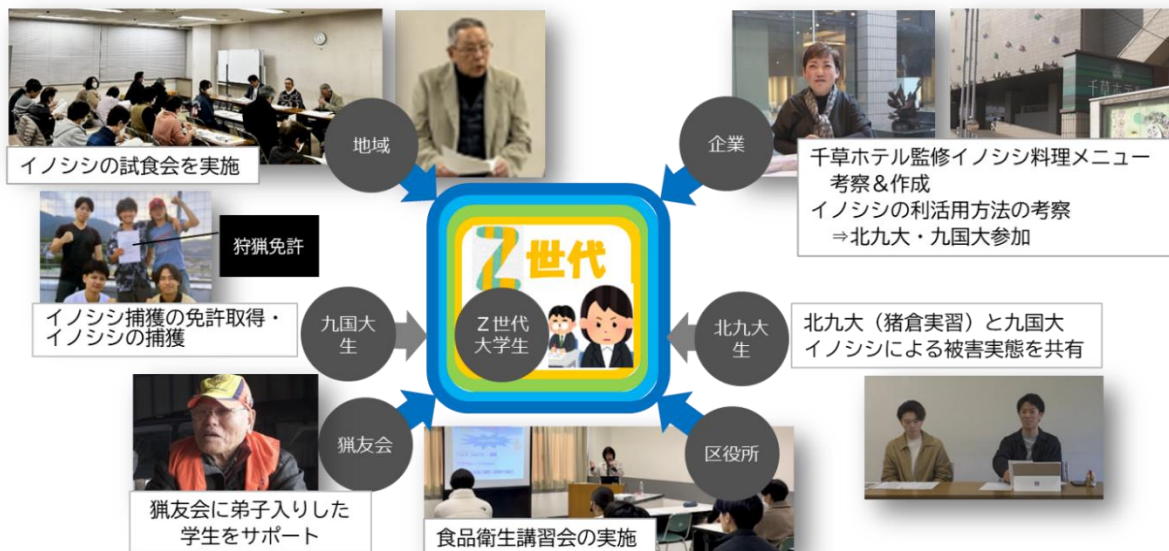 地域
イノシシの試食会を実施
企業
千草ホテル
千草ホテル監修イノシシ料理メニュー
考察&作成
イノシシの利活用方法の考察
⇒北九大・九国大参加
狩猟免許
イノシシ捕獲の免許取得・
イノシシの捕獲
九国大
生
Z世代
Z世代
大学生
北九大
生
北九大（猪倉実習）と九国大
イノシシによる被害実態を共有
猟友会
猟友会に弟子入りした
学生をサポート
区役所
食品衛生講習会の実施